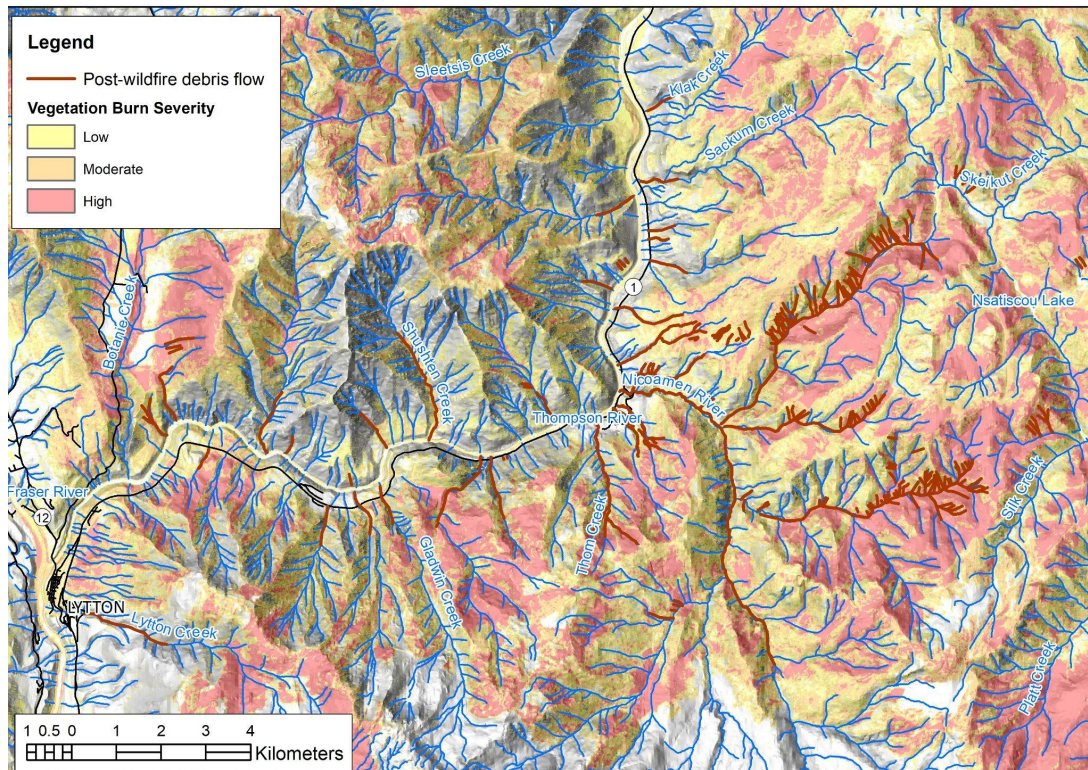 Legend
Post-wildfire debris flow
Vegetation Burn Severity
Low
Moderate
High
Sleetsis Creek
Klak Creek
Sackum Creek
Skeikut Creek
1
Nsatiscou Lake
Botanie Creek
Shushien Creek
Nicoamen River
Thompson River
Fraser River
12
Silk Creek
Thom Creek
Gladwin Creek
LYTTON
Lytton Creek
Platt Creek
1 0.5 0 1 2 3 4
Kilometers